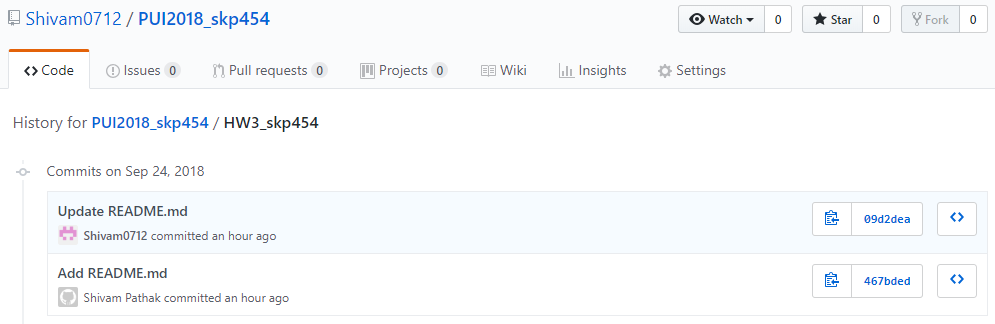 Shivam0712 / PUI2018_skp454
Watch 0 Star 0 Fork 0
Code Issues 0 Pull requests 0 Projects 0 Wiki Insights Settings
History for PUI2018_skp454 / HW3_skp454
Commits on Sep 24, 2018
Update README.md
Shivam0712 committed an hour ago
09d2dea
Add README.md
Shivam Pathak committed an hour ago
467bded